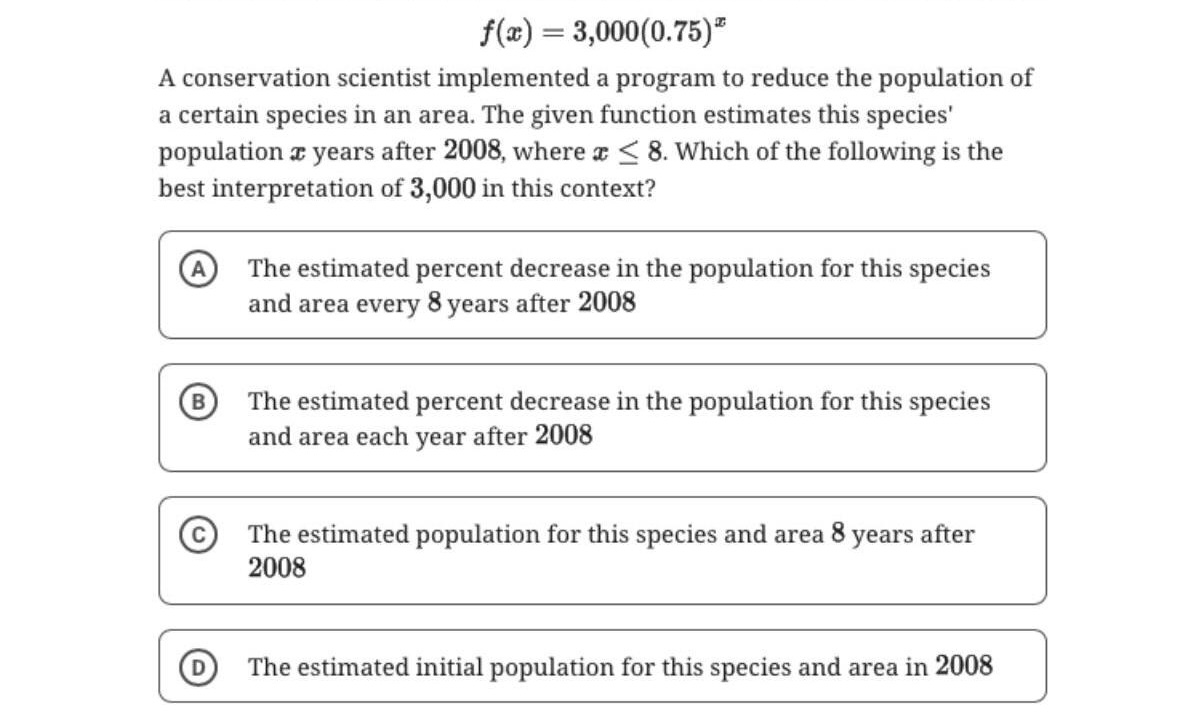 f(x) = 3,000(0.75)^x
A conservation scientist implemented a program to reduce the population of
a certain species in an area. The given function estimates this species'
population x years after 2008, where x ≤ 8. Which of the following is the
best interpretation of 3,000 in this context?
A The estimated percent decrease in the population for this species
and area every 8 years after 2008
B The estimated percent decrease in the population for this species
and area each year after 2008
C The estimated population for this species and area 8 years after
2008
D The estimated initial population for this species and area in 2008